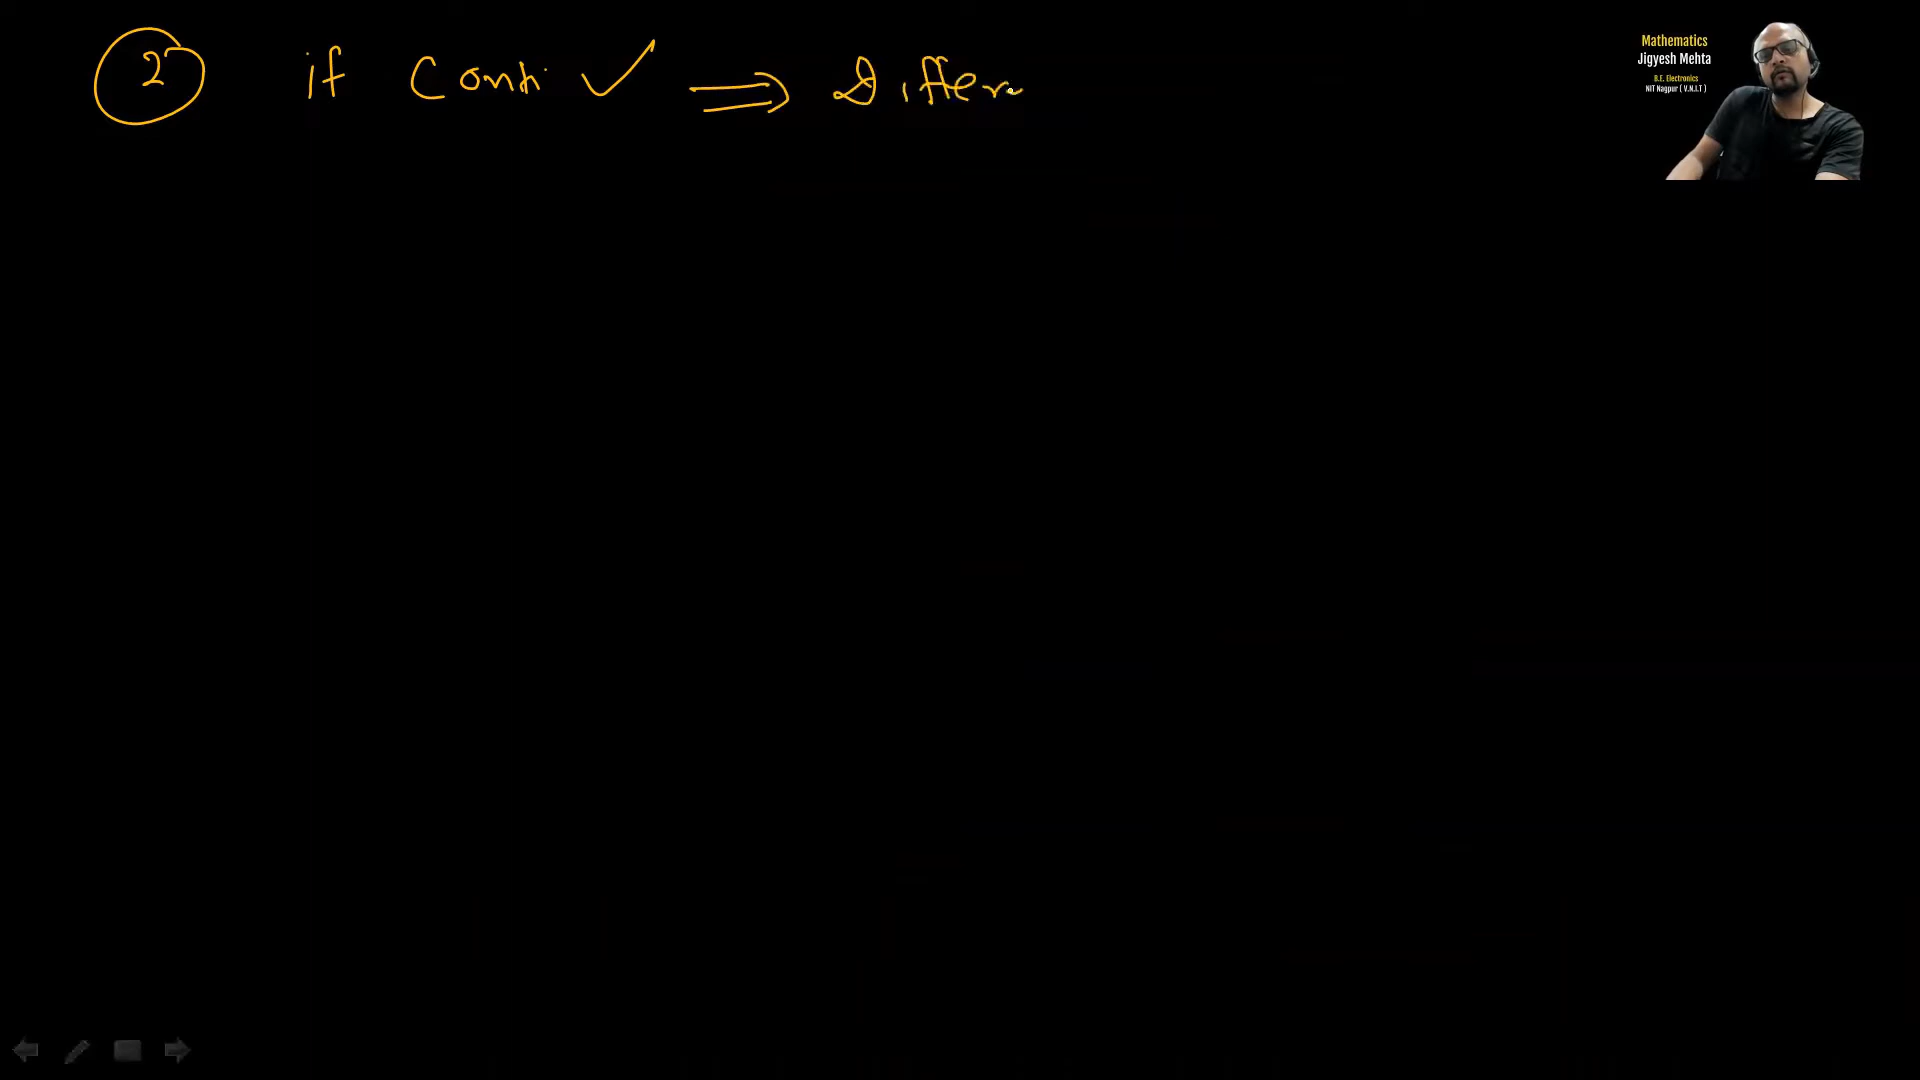 2 if Conti ✓ ⇒ Differ
Mathematics
Jigyesh Mehta
B.E. Electronics
NIT Nagpur ( V.N.I.T )